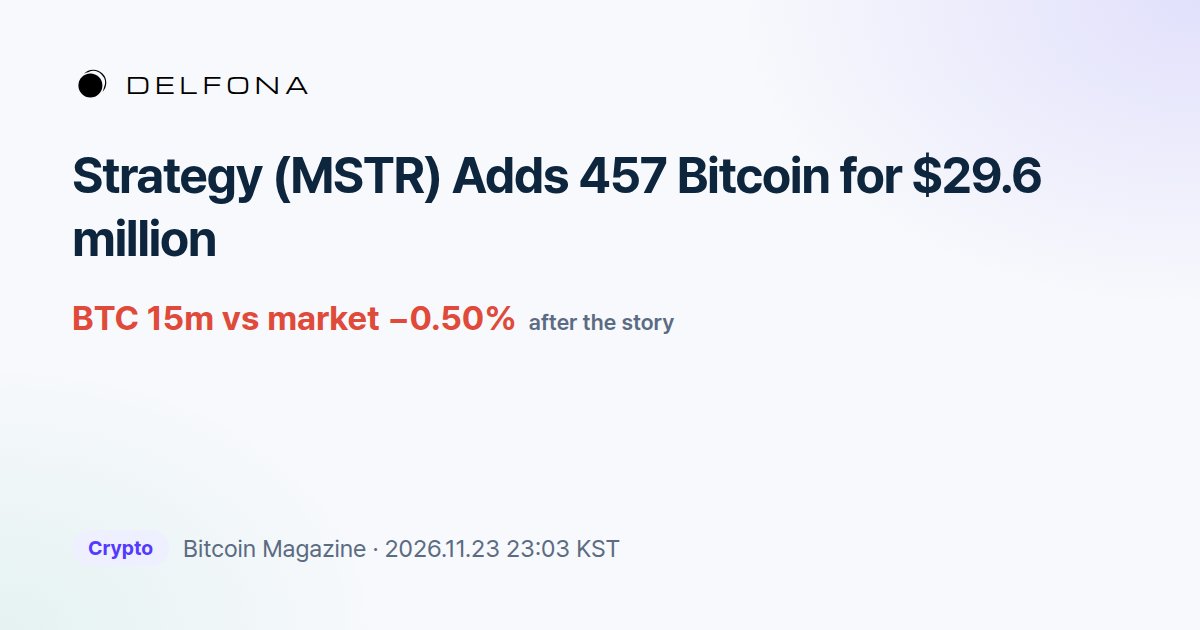 DELFONA
Strategy (MSTR) Adds 457 Bitcoin for $29.6
million
BTC 15m vs market −0.50% after the story
Crypto Bitcoin Magazine · 2026.11.23 23:03 KST